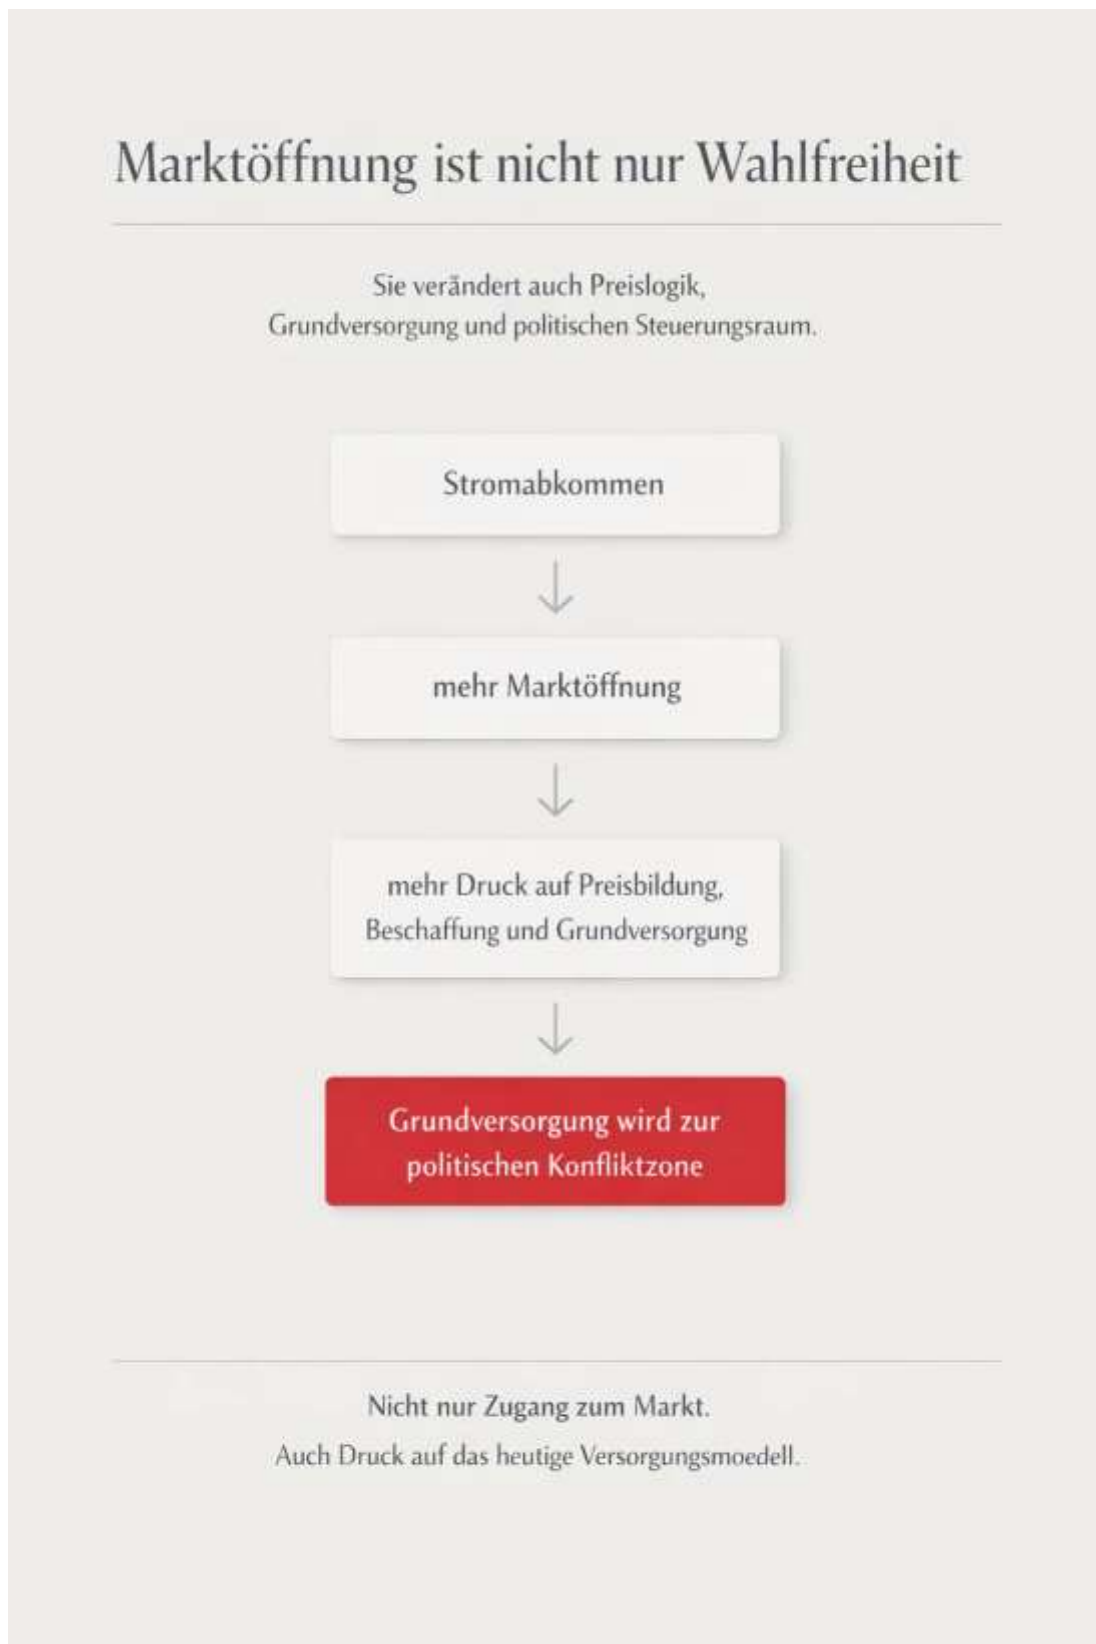 Marktöffnung ist nicht nur Wahlfreiheit
Sie verändert auch Preislogik,
Grundversorgung und politischen Steuerungsraum.
Stromabkommen
mehr Marktöffnung
mehr Druck auf Preisbildung,
Beschaffung und Grundversorgung
Grundversorgung wird zur
politischen Konfliktzone
Nicht nur Zugang zum Markt.
Auch Druck auf das heutige Versorgungsmoedell.